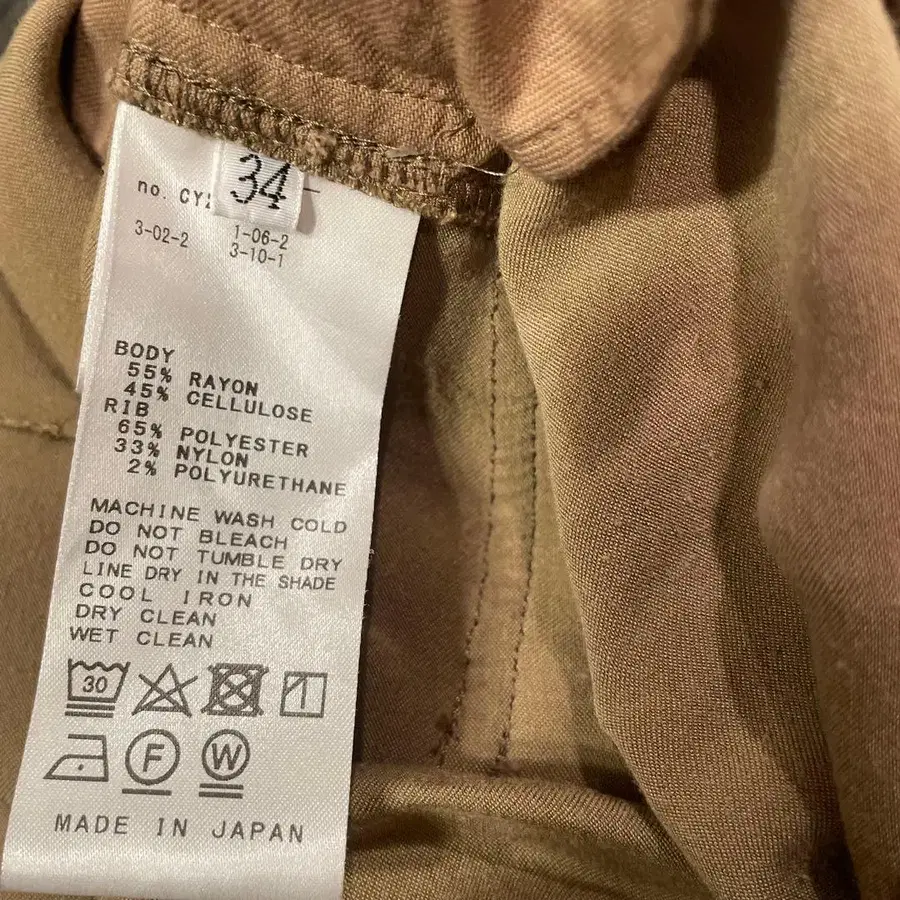 34
no. CY
3-02-2 1-06-2
3-10-1
BODY
55% RAYON
45% CELLULOSE
RIB
65% POLYESTER
33% NYLON
2% POLYURETHANE
MACHINE WASH COLD
DO NOT BLEACH
DO NOT TUMBLE DRY
LINE DRY IN THE SHADE
COOL IRON
DRY CLEAN
WET CLEAN
30
F W
MADE IN JAPAN